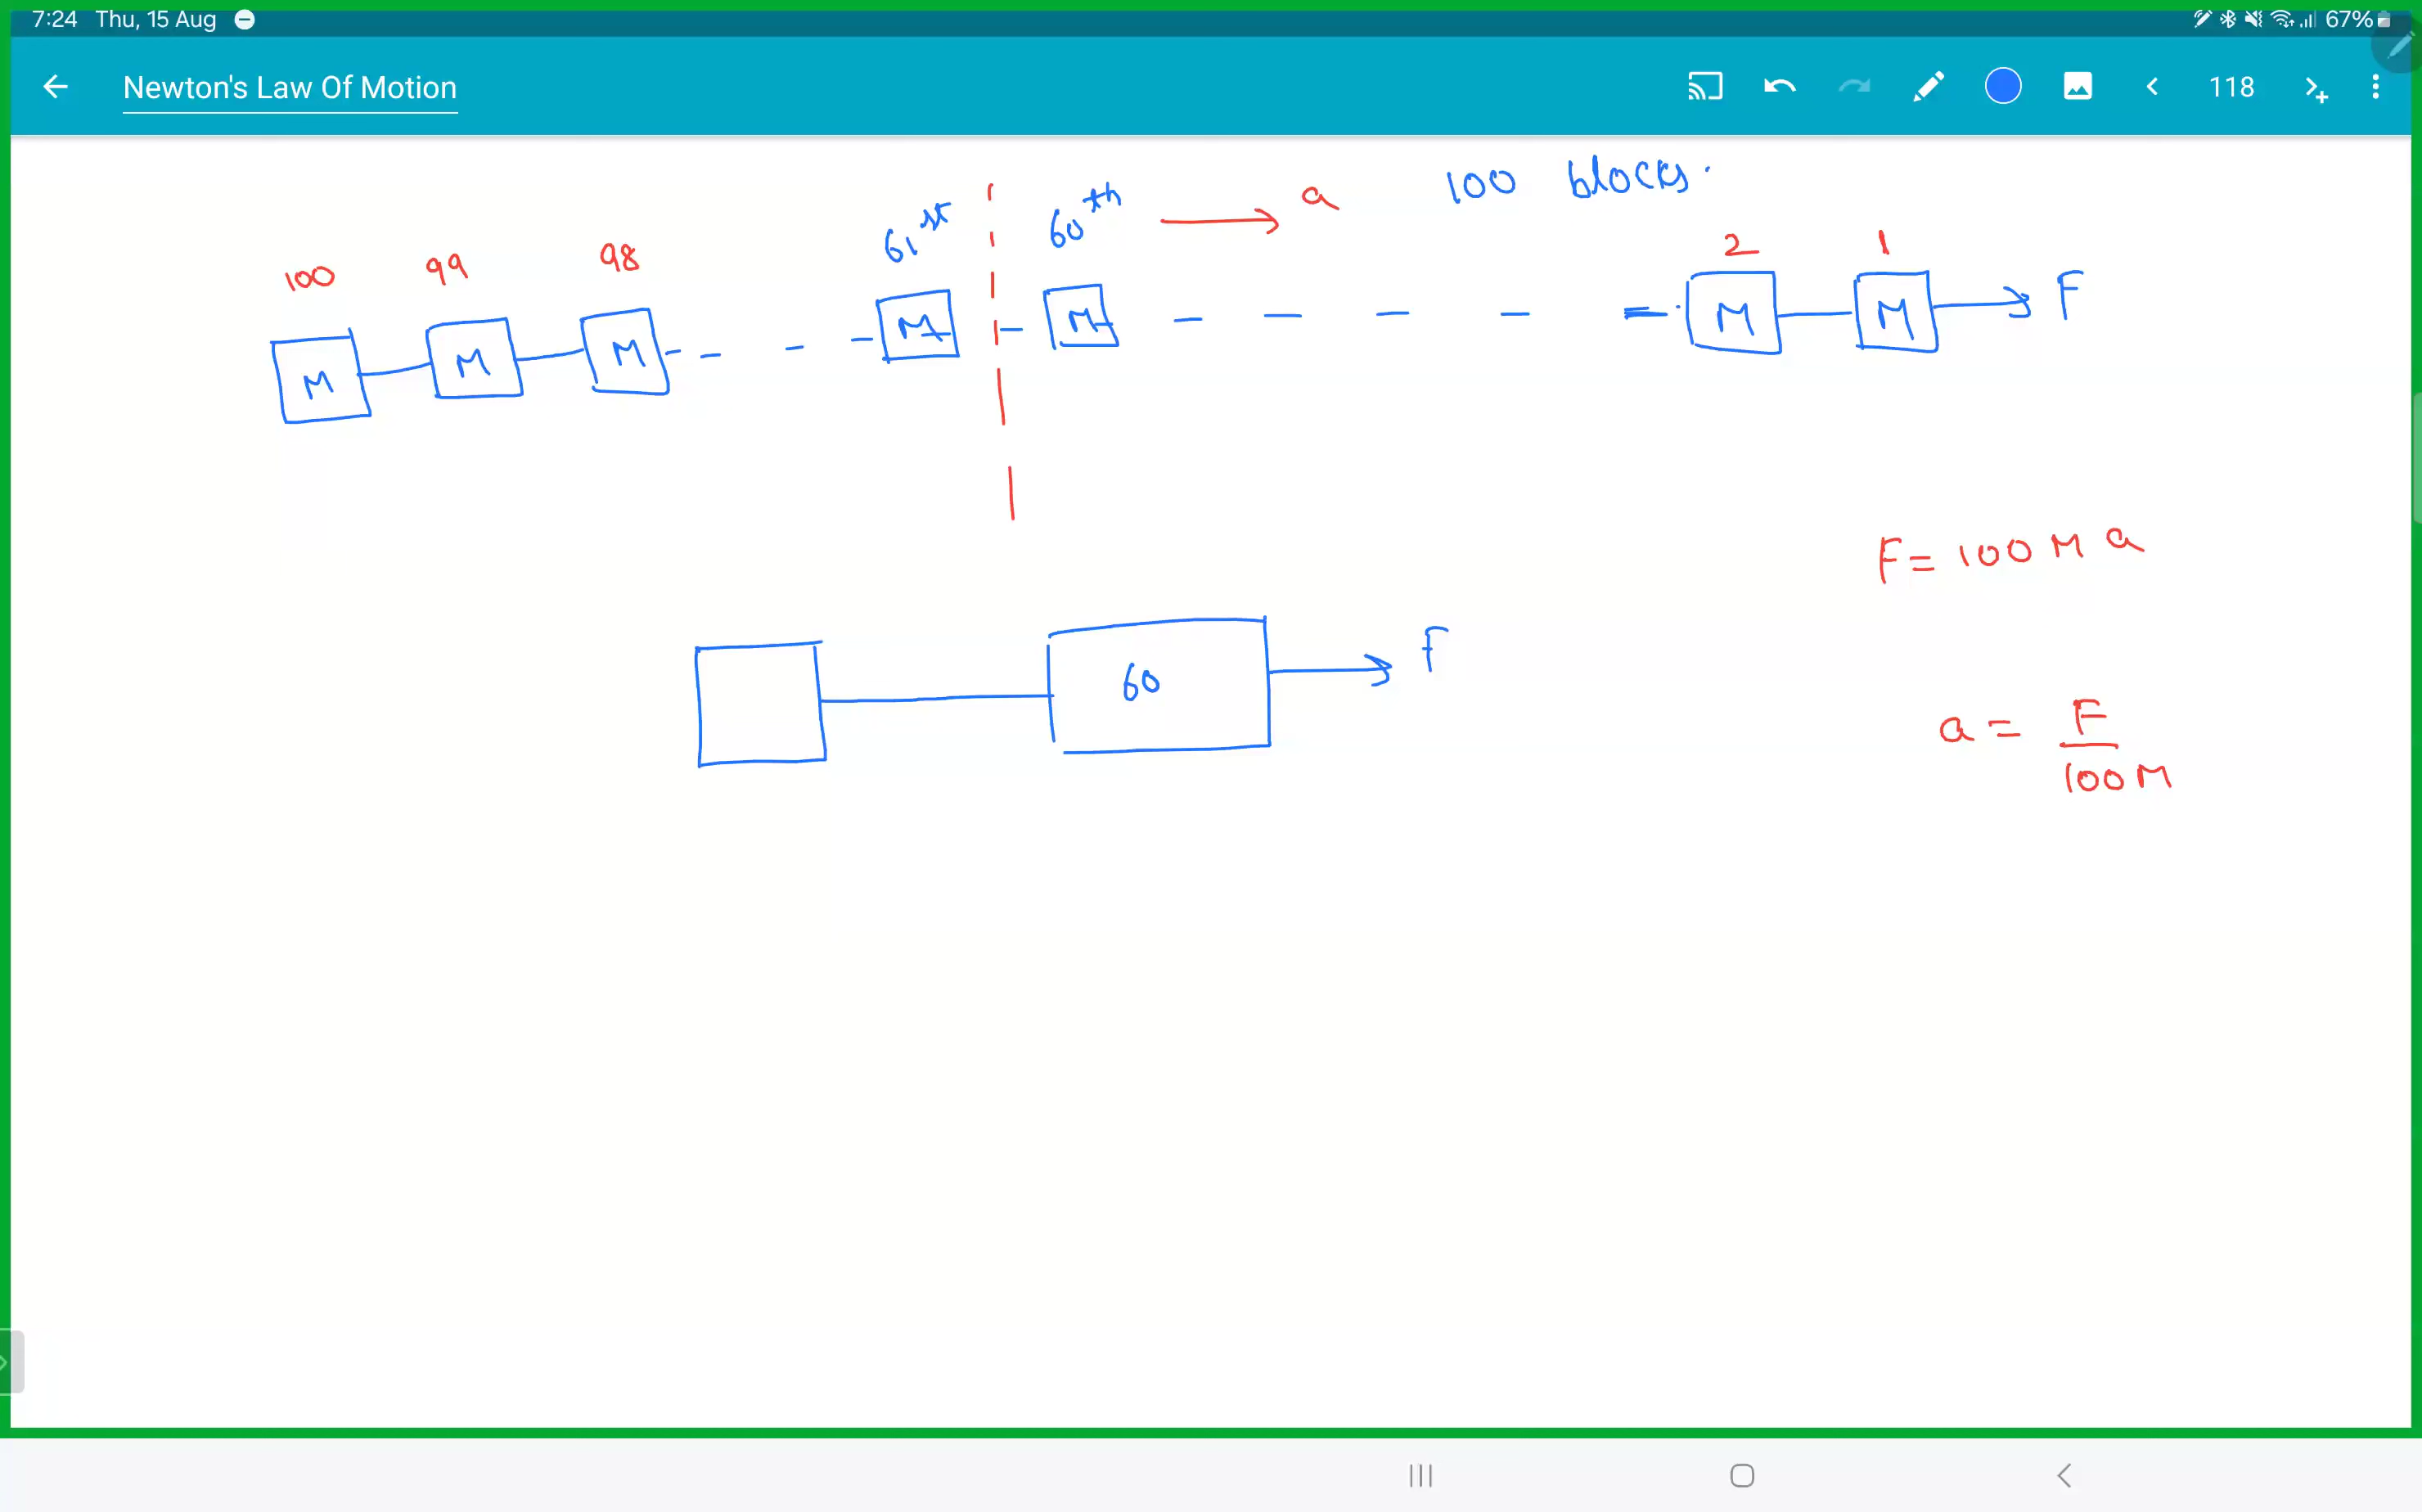 7:24 Thu, 15 Aug 67%
Newton's Law Of Motion 118
100 blocks.
61st 60th a
100 99 98 2 1
M M M M M M M F
F = 100 M a
60 F
a = F / 100 M